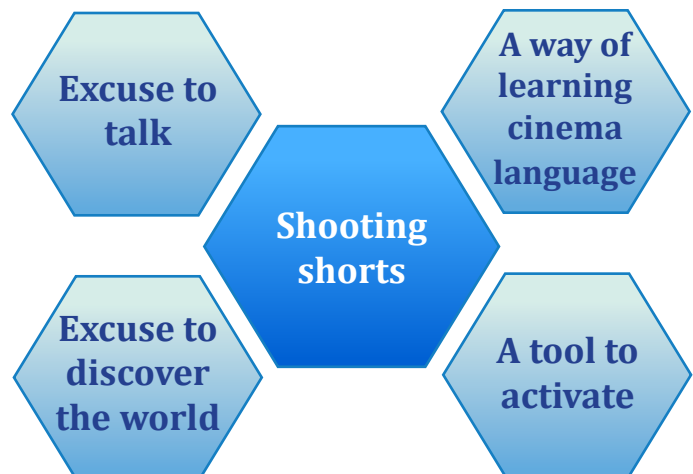 Excuse to
talk
A way of
learning
cinema
language
Shooting
shorts
Excuse to
discover
the world
A tool to
activate